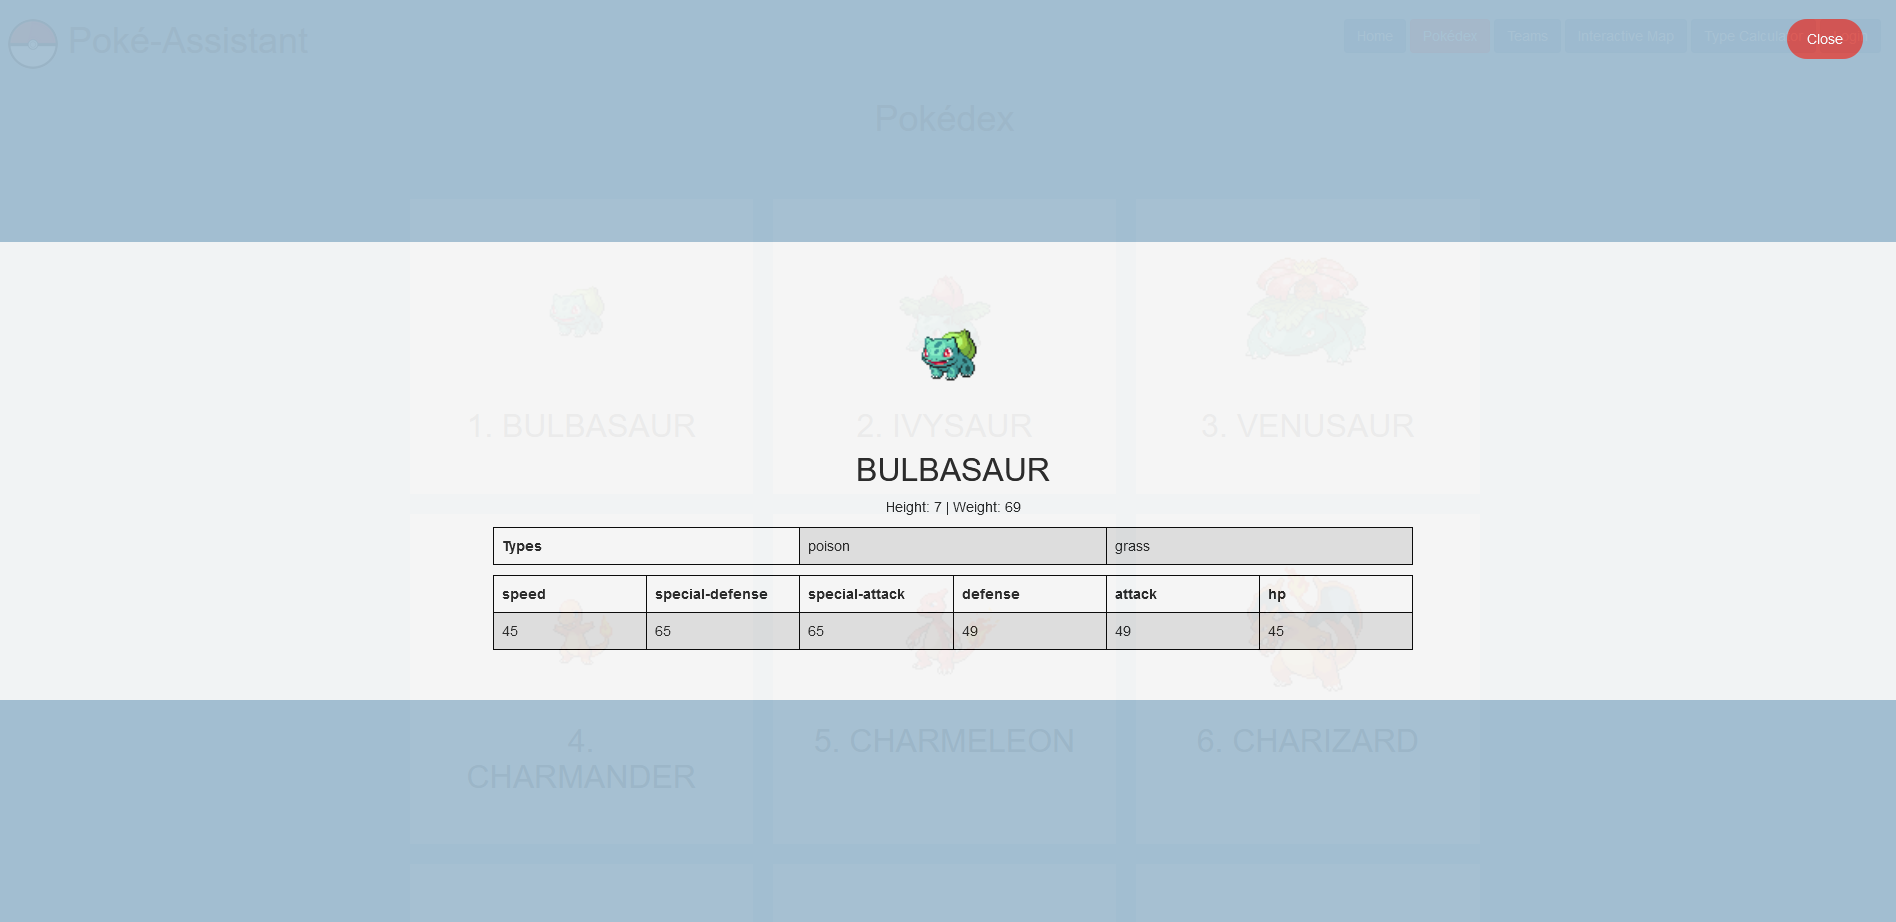 Poké-Assistant
Home Pokédex Teams Interactive Map Type Calculator
Close
Pokédex
1. BULBASAUR 2. IVYSAUR 3. VENUSAUR
BULBASAUR
Height: 7 | Weight: 69
Types poison grass
speed special-defense special-attack defense attack hp
45 65 65 49 49 45
4. CHARMANDER
5. CHARMELEON 6. CHARIZARD